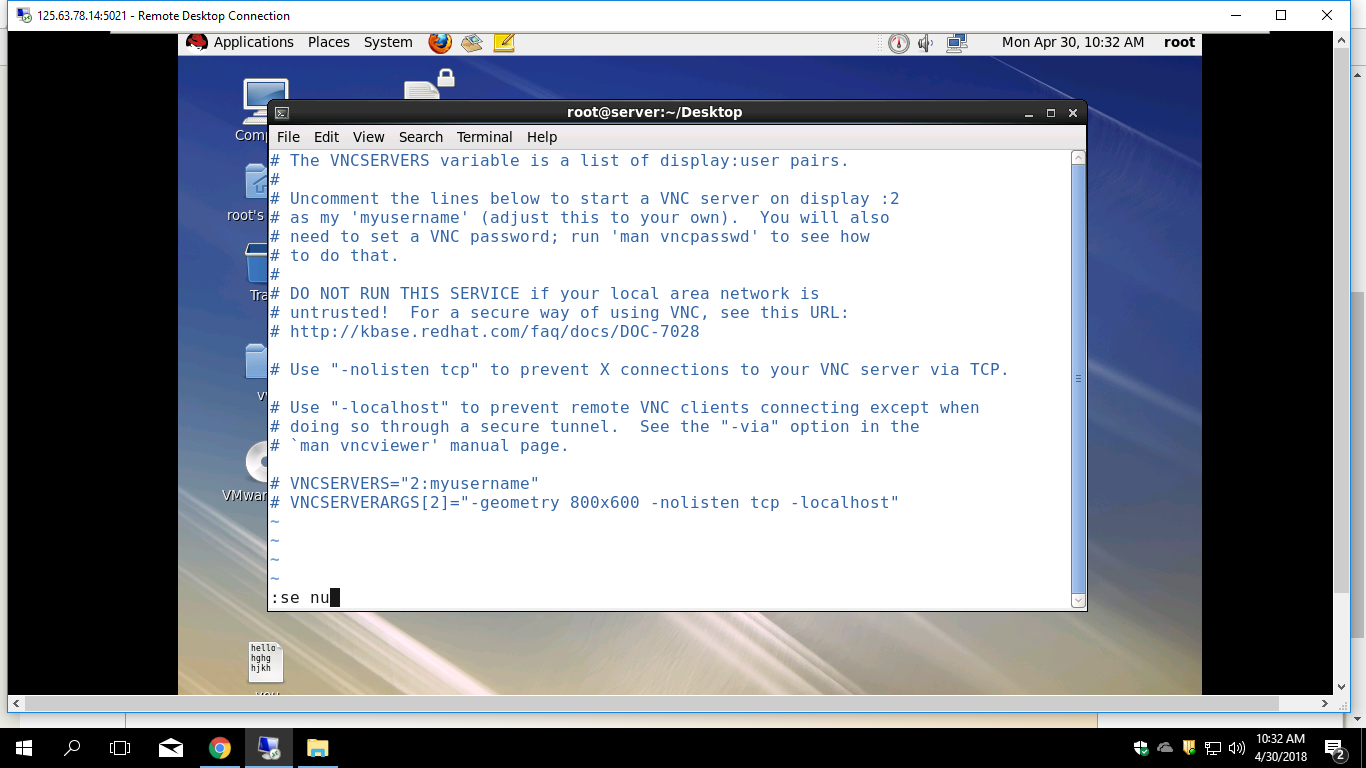 125.63.78.14:5021 - Remote Desktop Connection
Applications Places System Mon Apr 30, 10:32 AM root
root@server:~/Desktop
File Edit View Search Terminal Help
# The VNCSERVERS variable is a list of display:user pairs.
#
# Uncomment the lines below to start a VNC server on display :2
# as my 'myusername' (adjust this to your own).  You will also
# need to set a VNC password; run 'man vncpasswd' to see how
# to do that.
#
# DO NOT RUN THIS SERVICE if your local area network is
# untrusted!  For a secure way of using VNC, see this URL:
# http://kbase.redhat.com/faq/docs/DOC-7028
# Use "-nolisten tcp" to prevent X connections to your VNC server via TCP.
# Use "-localhost" to prevent remote VNC clients connecting except when
# doing so through a secure tunnel.  See the "-via" option in the
# `man vncviewer' manual page.
# VNCSERVERS="2:myusername"
# VNCSERVERARGS[2]="-geometry 800x600 -nolisten tcp -localhost"
~
~
~
~
:se nu
Comp
root's
Tra
v
VMwar
hello
hghg
hjkh
10:32 AM
4/30/2018
2